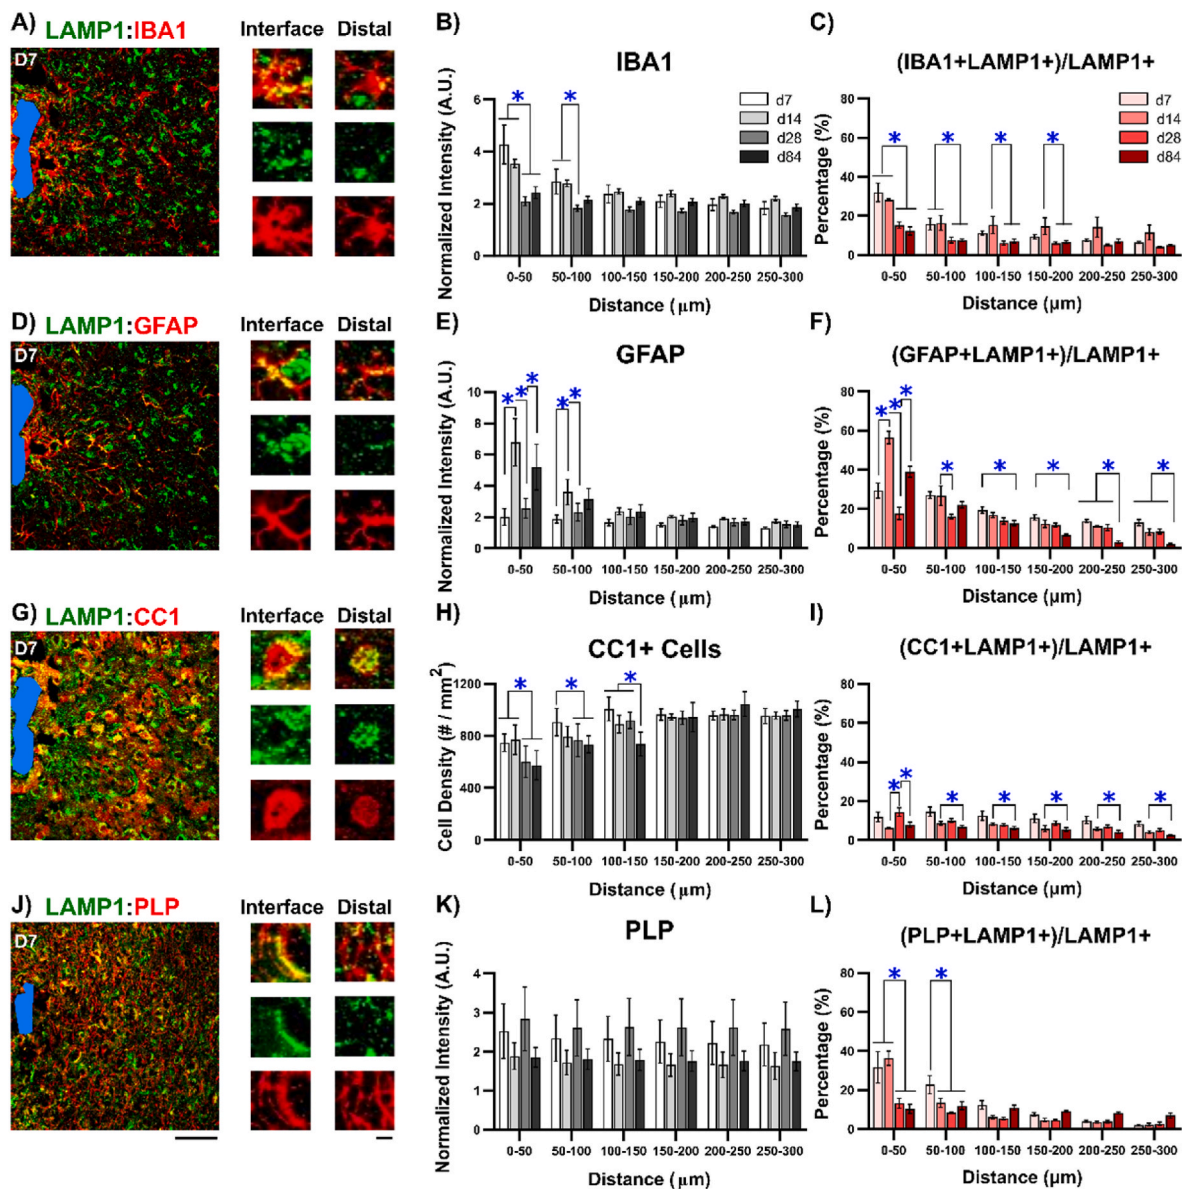 A) LAMP1:IBA1
D7
Interface Distal
B)
IBA1
Normalized Intensity (A.U.)
6
4
2
0
d7
d14
d28
d84
* *
0-50 50-100 100-150 150-200 200-250 250-300
Distance (μm)
C)
(IBA1+LAMP1+)/LAMP1+
Percentage (%)
80
60
40
20
0
d7
d14
d28
d84
* * * *
0-50 50-100 100-150 150-200 200-250 250-300
Distance (μm)
D) LAMP1:GFAP
D7
Interface Distal
E)
GFAP
Normalized Intensity (A.U.)
10
8
6
4
2
0
* * * * *
0-50 50-100 100-150 150-200 200-250 250-300
Distance (μm)
F)
(GFAP+LAMP1+)/LAMP1+
Percentage (%)
80
60
40
20
0
* * * * * * * *
0-50 50-100 100-150 150-200 200-250 250-300
Distance (μm)
G) LAMP1:CC1
D7
Interface Distal
H)
CC1+ Cells
Cell Density (# / mm²)
1200
800
400
0
* * *
0-50 50-100 100-150 150-200 200-250 250-300
Distance (μm)
I)
(CC1+LAMP1+)/LAMP1+
Percentage (%)
80
60
40
20
0
* * * * * * *
0-50 50-100 100-150 150-200 200-250 250-300
Distance (μm)
J) LAMP1:PLP
D7
Interface Distal
K)
PLP
Normalized Intensity (A.U.)
4
3
2
1
0
0-50 50-100 100-150 150-200 200-250 250-300
Distance (μm)
L)
(PLP+LAMP1+)/LAMP1+
Percentage (%)
80
60
40
20
0
* *
0-50 50-100 100-150 150-200 200-250 250-300
Distance (μm)